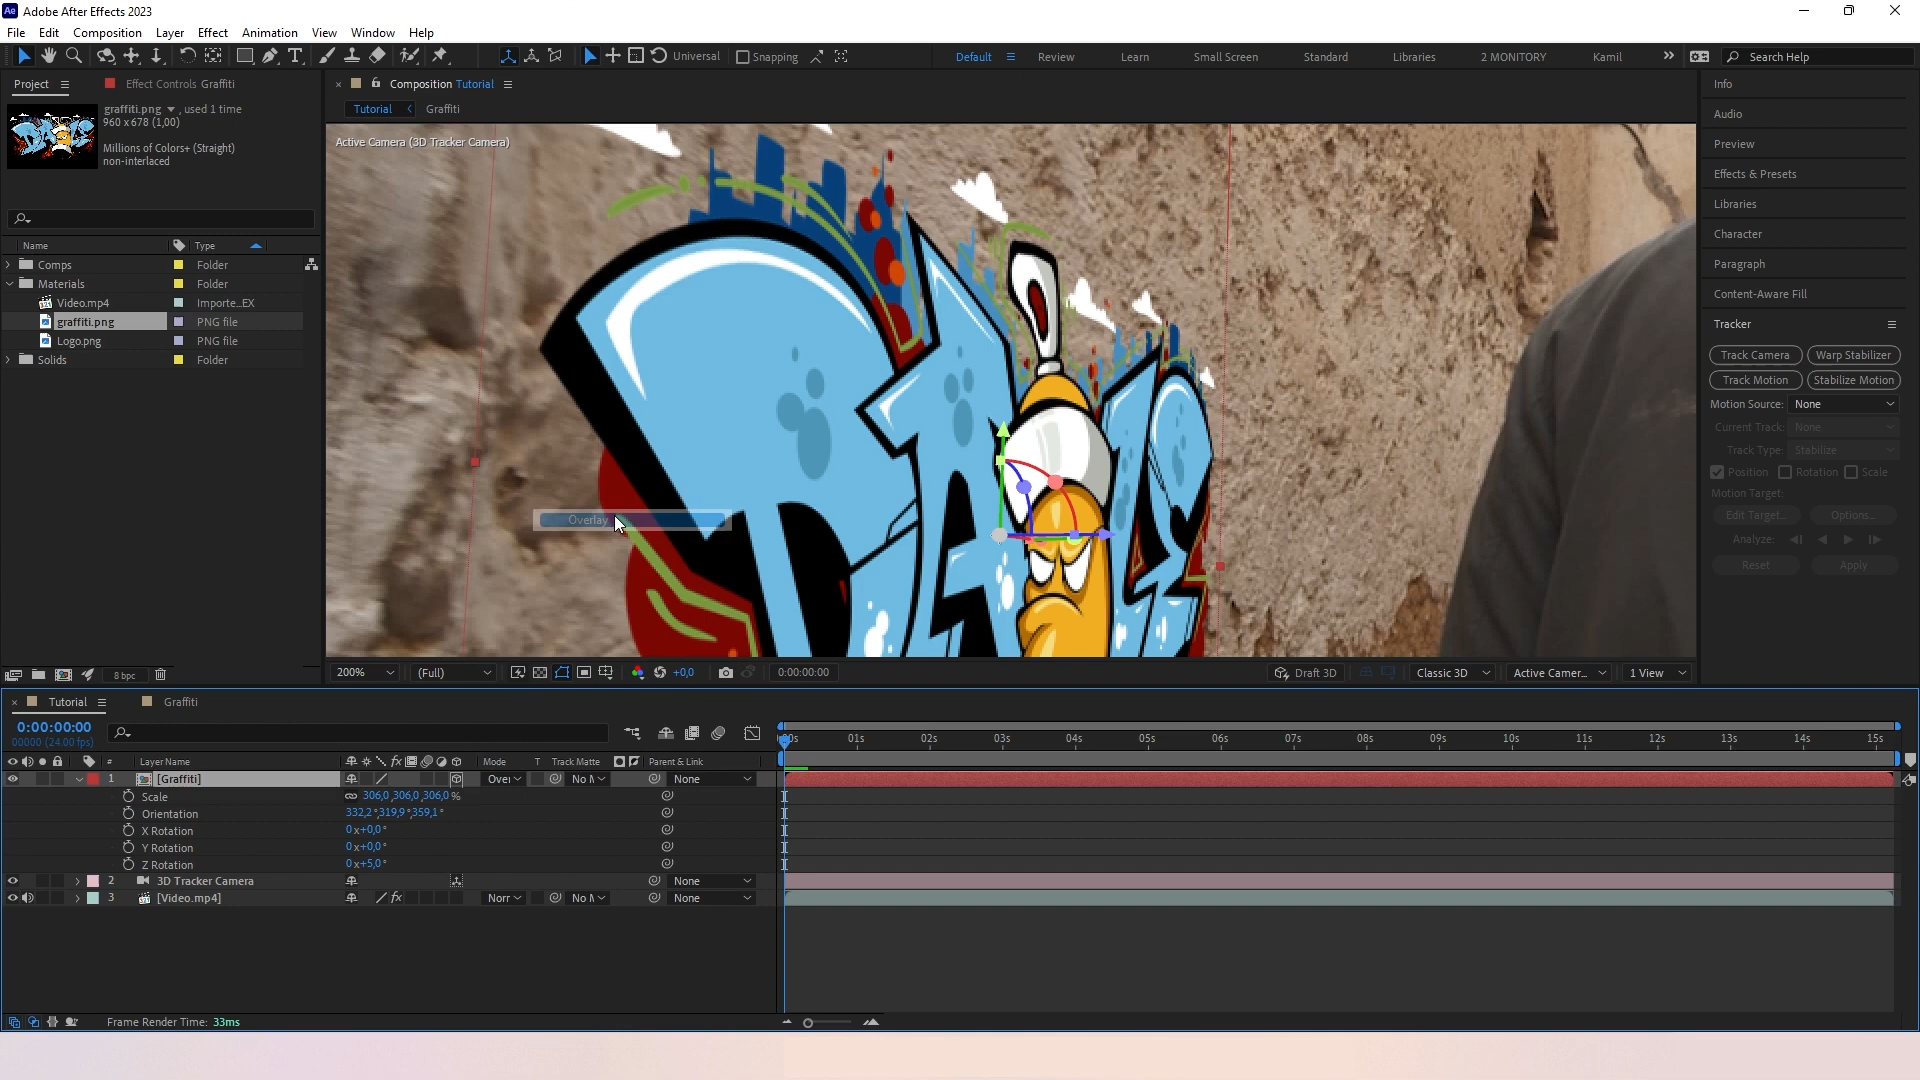 Ae Adobe After Effects 2023
File Edit Composition Layer Effect Animation View Window Help
Universal Snapping Default Review Learn Small Screen Standard Libraries 2 MONITORY Kamil Search Help
Project Effect Controls Graffiti
graffiti.png , used 1 time
960 x 678 (1,00)
Millions of Colors+ (Straight)
non-interlaced
Name Type
Comps Folder
Materials Folder
Video.mp4 Importe...EX
graffiti.png PNG file
Logo.png PNG file
Solids Folder
8 bpc
Composition Tutorial
Tutorial Graffiti
Active Camera (3D Tracker Camera)
Overlay
200% (Full) +0,0 0:00:00:00 Draft 3D Classic 3D Active Camer... 1 View
Info
Audio
Preview
Effects & Presets
Libraries
Character
Paragraph
Content-Aware Fill
Tracker
Track Camera Warp Stabilizer
Track Motion Stabilize Motion
Motion Source: None
Current Track: None
Track Type: Stabilize
Position Rotation Scale
Motion Target:
Edit Target... Options...
Analyze:
Reset Apply
Tutorial Graffiti
0:00:00:00
00000 (24.00 fps)
01s 02s 03s 04s 05s 06s 07s 08s 09s 10s 11s 12s 13s 14s 15s
# Layer Name Mode T Track Matte Parent & Link
1 [Graffiti] None
Scale 306,0,306,0,306,0%
Orientation 332,2°,319,9°,359,1°
X Rotation 0x+0,0°
Y Rotation 0x+0,0°
Z Rotation 0x+5,0°
2 3D Tracker Camera None
3 [Video.mp4] None
Frame Render Time: 33ms